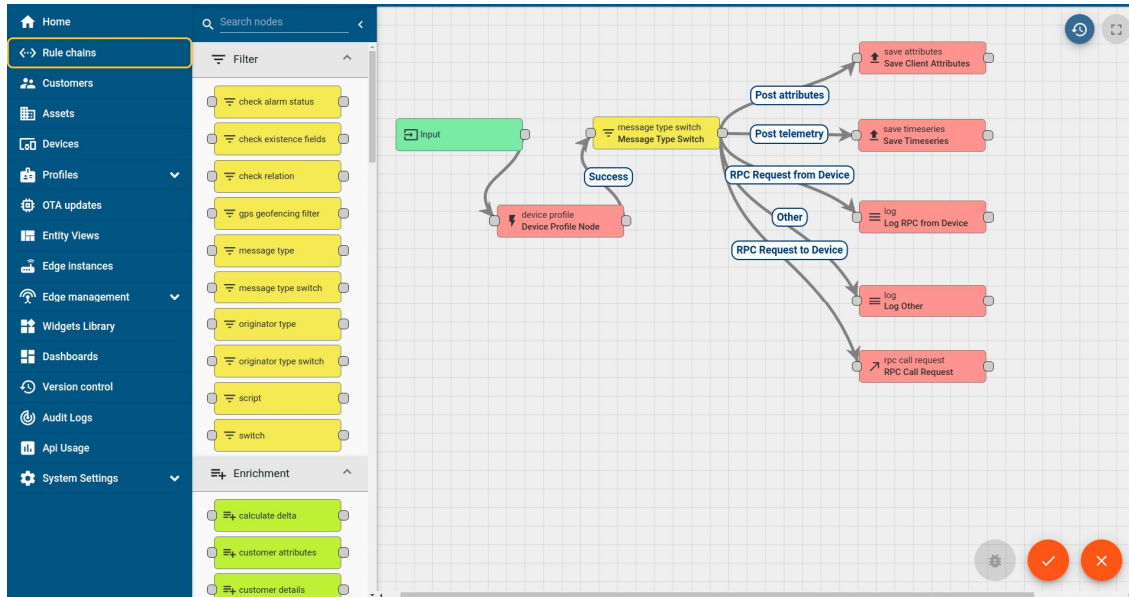 Home
Rule chains
Customers
Assets
Devices
Profiles
OTA updates
Entity Views
Edge instances
Edge management
Widgets Library
Dashboards
Version control
Audit Logs
Api Usage
System Settings
Search nodes
Filter
check alarm status
check existence fields
check relation
gps geofencing filter
message type
message type switch
originator type
originator type switch
script
switch
Enrichment
calculate delta
customer attributes
customer details
Input
device profile
Device Profile Node
Success
message type switch
Message Type Switch
Post attributes
Post telemetry
RPC Request from Device
Other
RPC Request to Device
save attributes
Save Client Attributes
save timeseries
Save Timeseries
log
Log RPC from Device
log
Log Other
rpc call request
RPC Call Request